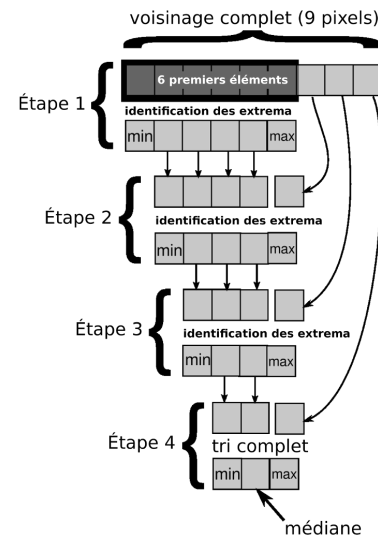 voisinage complet (9 pixels)
6 premiers éléments
Étape 1
identification des extrema
min max
Étape 2
identification des extrema
min max
Étape 3
identification des extrema
min max
Étape 4
tri complet
min max
médiane